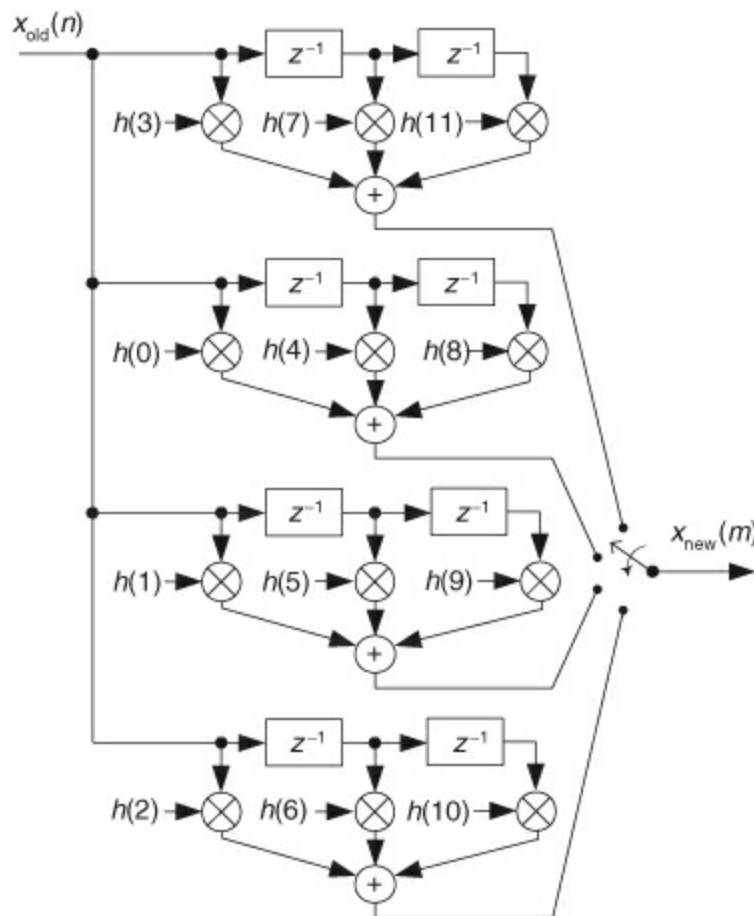 x_old(n)
z⁻¹ z⁻¹
h(3) h(7) h(11)
+
z⁻¹ z⁻¹
h(0) h(4) h(8)
+
z⁻¹ z⁻¹
x_new(m)
h(1) h(5) h(9)
+
z⁻¹ z⁻¹
h(2) h(6) h(10)
+